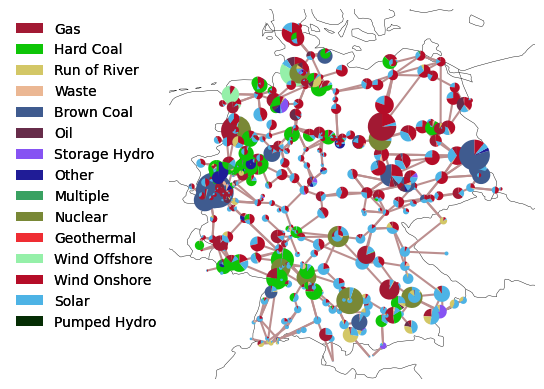 Gas
Hard Coal
Run of River
Waste
Brown Coal
Oil
Storage Hydro
Other
Multiple
Nuclear
Geothermal
Wind Offshore
Wind Onshore
Solar
Pumped Hydro